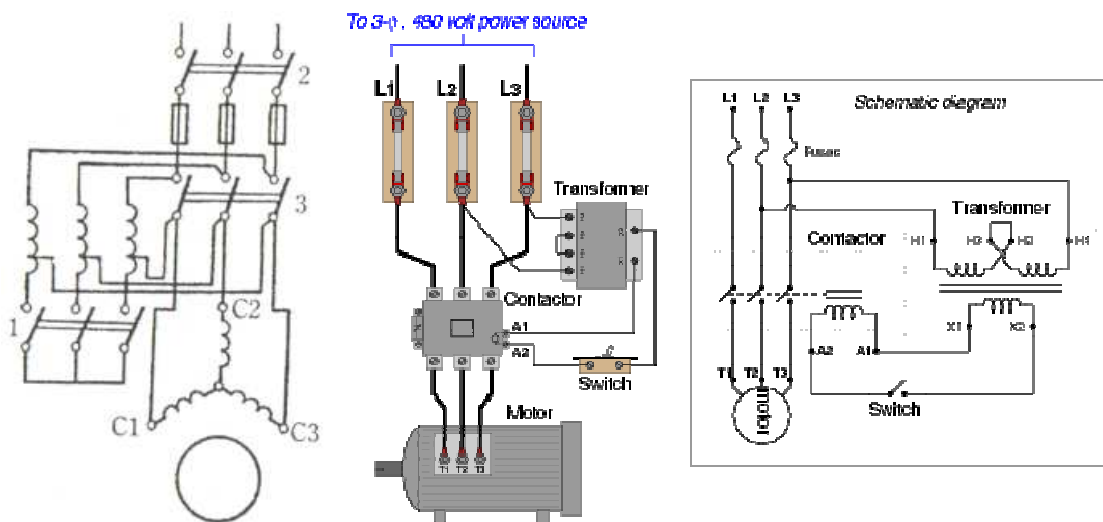 2
3
1
C2
C1
C3
To 3-φ, 480 volt power source
L1 L2 L3
Transformer
X2
X1
Contactor
A1
A2
Switch
Motor
T1 T2 T3
L1 L2 L3
Schematic diagram
Fuses
Transformer
Contactor
H1 H3 H2 H4
X1 X2
A2 A1
T1 T2 T3
motor
Switch